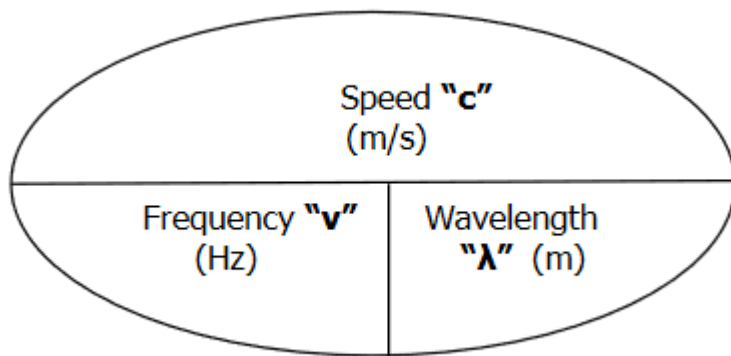 Speed “c”
(m/s)
Frequency “v”
(Hz)
Wavelength
“λ” (m)